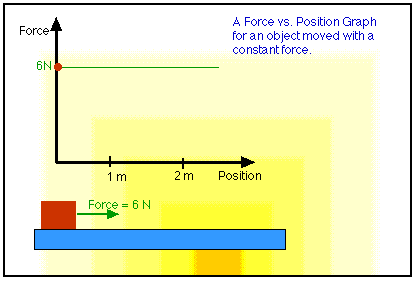 A Force vs. Position Graph
for an object moved with a
constant force.
Force
6N
1 m
2 m
Position
Force = 6 N